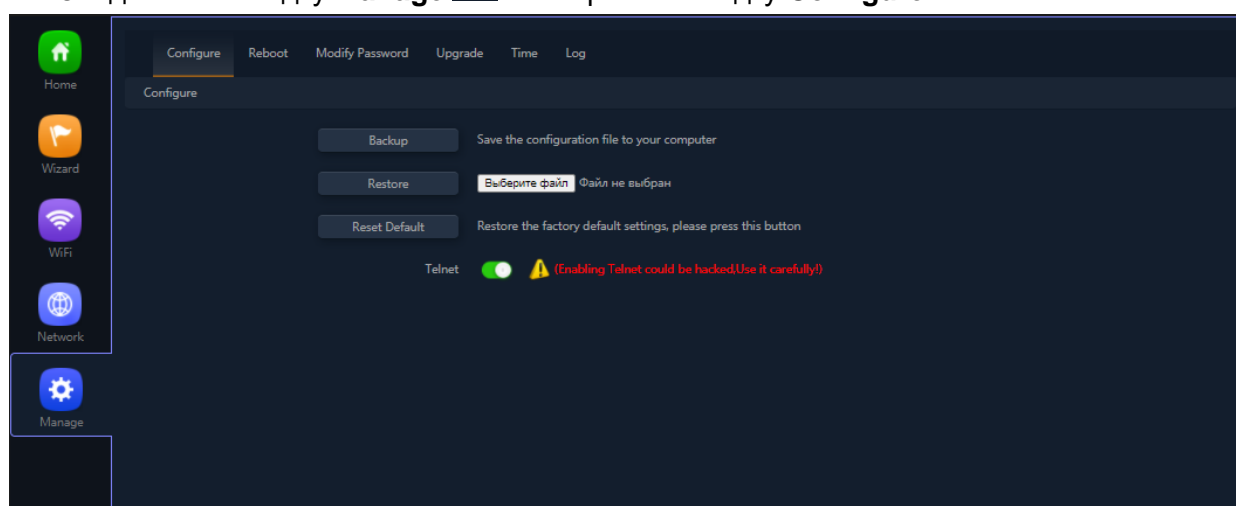 Configure Reboot Modify Password Upgrade Time Log
Home
Configure
Backup Save the configuration file to your computer
Wizard
Restore Выберите файл Файл не выбран
Reset Default Restore the factory default settings, please press this button
WiFi
Telnet (Enabling Telnet could be hacked,Use it carefully!)
Network
Manage